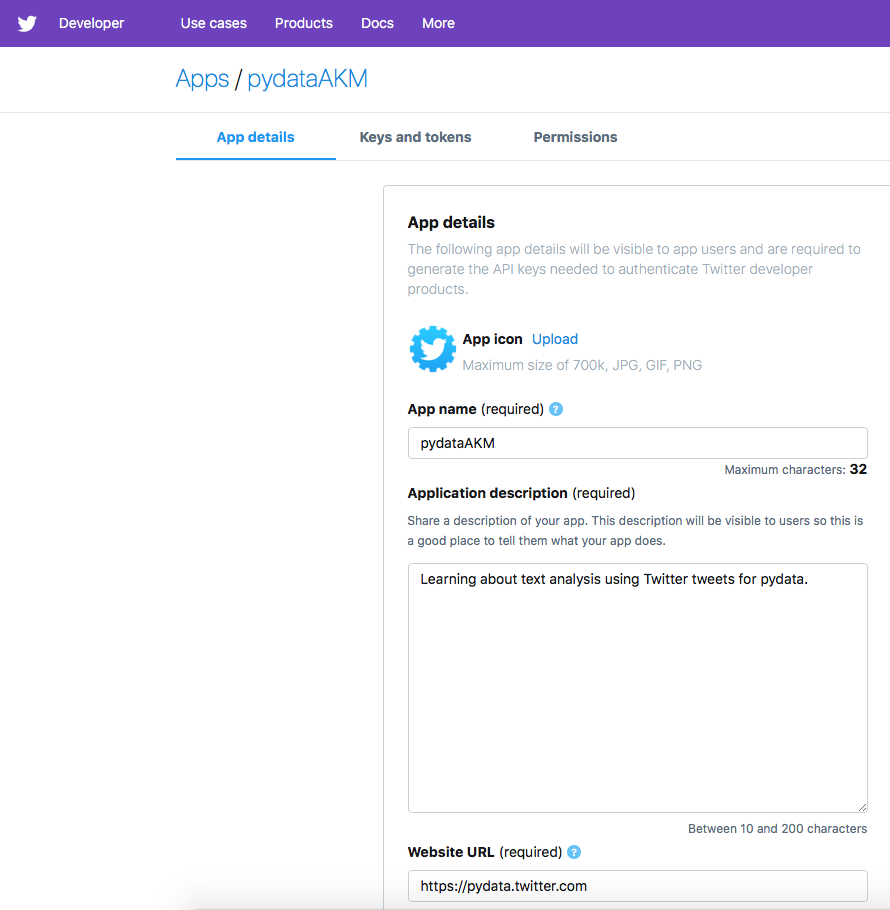 Developer Use cases Products Docs More
Apps / pydataAKM
App details Keys and tokens Permissions
App details
The following app details will be visible to app users and are required to
generate the API keys needed to authenticate Twitter developer
products.
App icon Upload
Maximum size of 700k, JPG, GIF, PNG
App name (required) ?
pydataAKM
Maximum characters: 32
Application description (required)
Share a description of your app. This description will be visible to users so this is
a good place to tell them what your app does.
Learning about text analysis using Twitter tweets for pydata.
Between 10 and 200 characters
Website URL (required) ?
https://pydata.twitter.com